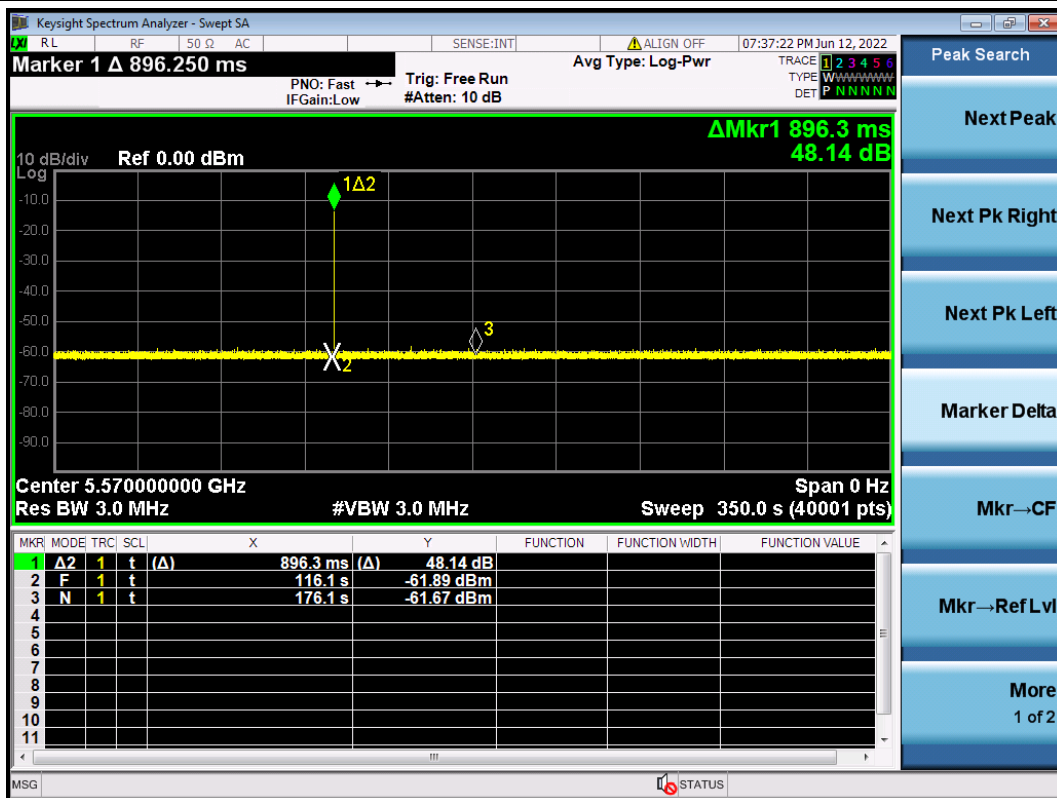 Keysight Spectrum Analyzer - Swept SA
LXI RL RF 50 Ω AC SENSE:INT ALIGN OFF 07:37:22 PM Jun 12, 2022
Marker 1 Δ 896.250 ms
PNO: Fast
IFGain:Low
Trig: Free Run
#Atten: 10 dB
Avg Type: Log-Pwr
TRACE 1 2 3 4 5 6
TYPE WWWWWW
DET P N N N N N
ΔMkr1 896.3 ms
48.14 dB
10 dB/div Ref 0.00 dBm
Log
-10.0
-20.0
-30.0
-40.0
-50.0
-60.0
-70.0
-80.0
-90.0
1Δ2
3
2
Center 5.570000000 GHz Span 0 Hz
Res BW 3.0 MHz #VBW 3.0 MHz Sweep 350.0 s (40001 pts)
MKR MODE TRC SCL X Y FUNCTION FUNCTION WIDTH FUNCTION VALUE
1 Δ2 1 t (Δ) 896.3 ms (Δ) 48.14 dB
2 F 1 t 116.1 s -61.89 dBm
3 N 1 t 176.1 s -61.67 dBm
4
5
6
7
8
9
10
11
MSG STATUS
Peak Search
Next Peak
Next Pk Right
Next Pk Left
Marker Delta
Mkr→CF
Mkr→Ref Lvl
More
1 of 2